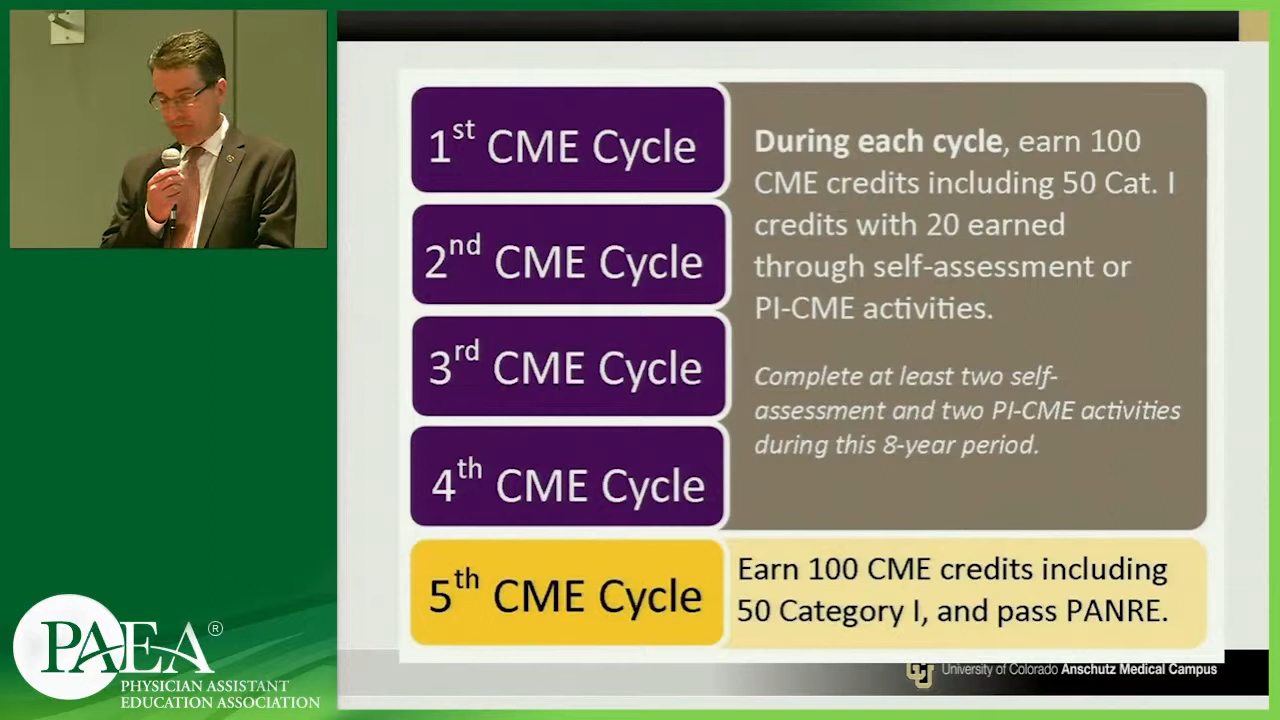 1st CME Cycle
2nd CME Cycle
3rd CME Cycle
4th CME Cycle
5th CME Cycle
During each cycle, earn 100
CME credits including 50 Cat. I
credits with 20 earned
through self-assessment or
PI-CME activities.
Complete at least two self-
assessment and two PI-CME activities
during this 8-year period.
Earn 100 CME credits including
50 Category I, and pass PANRE.
University of Colorado Anschutz Medical Campus
PAEA®
PHYSICIAN ASSISTANT
EDUCATION ASSOCIATION